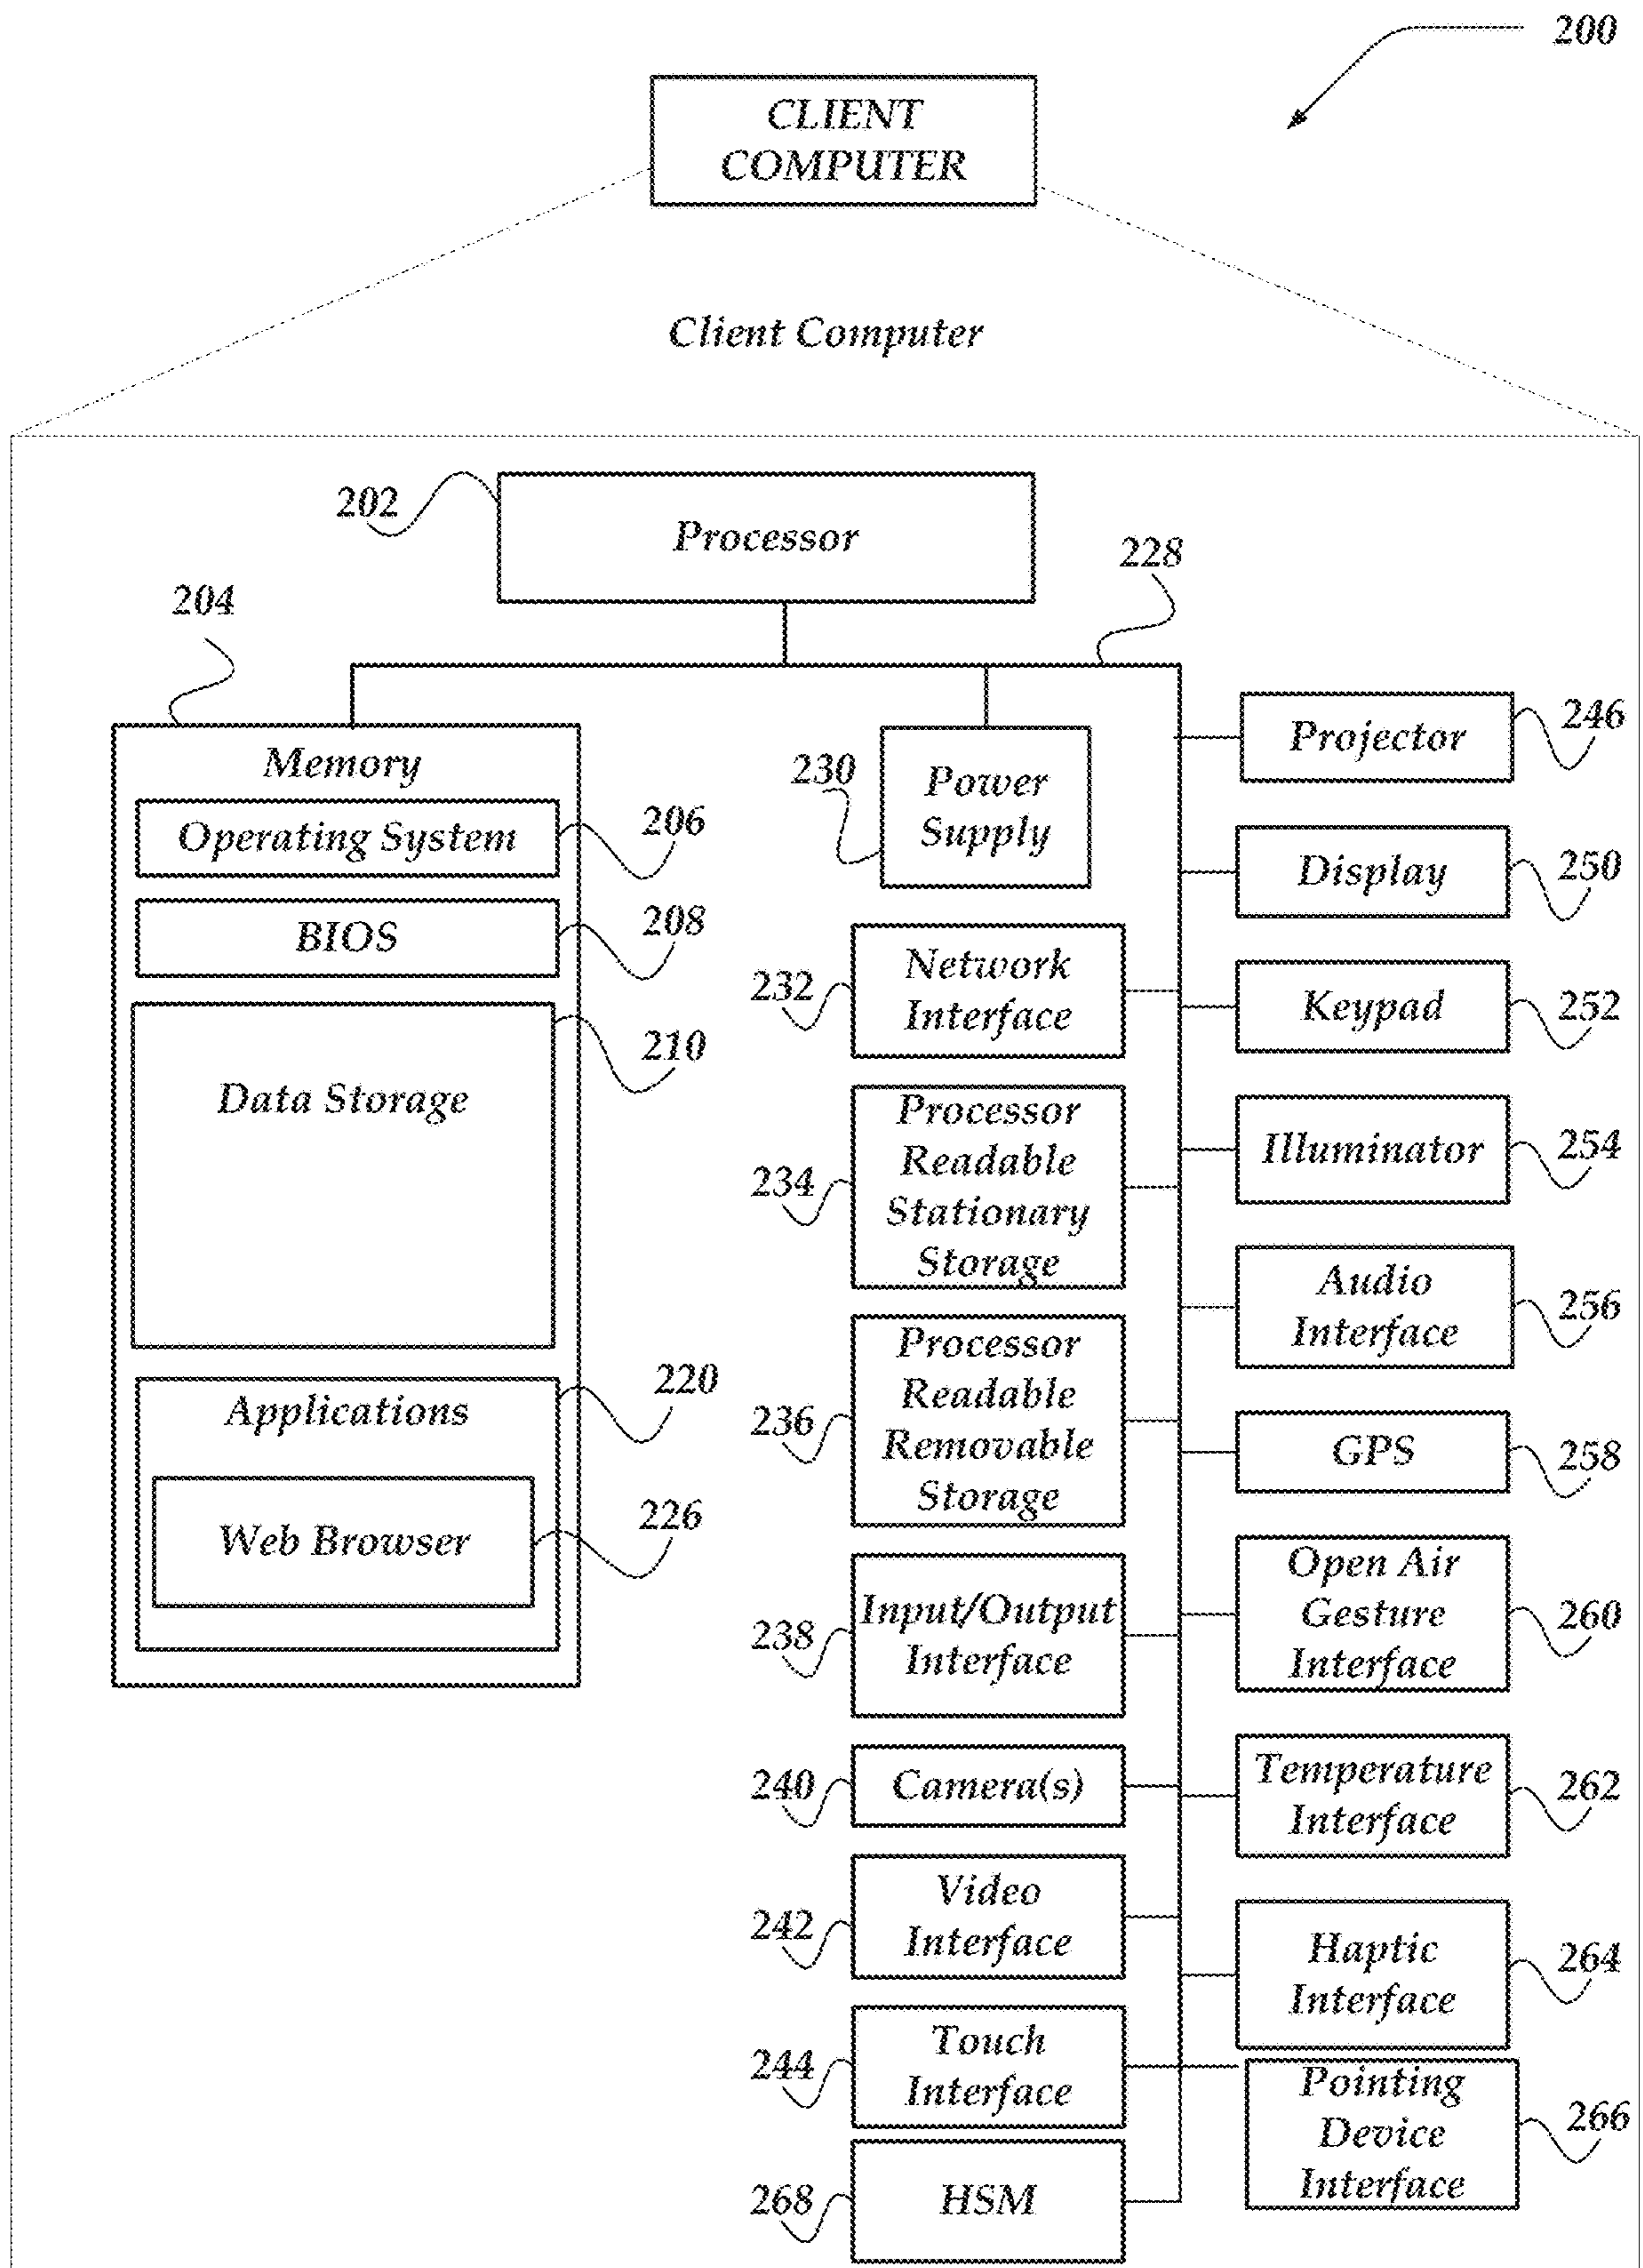 200
CLIENT
COMPUTER
Client Computer
202
Processor
228
204
Memory
Operating System
206
BIOS
208
Data Storage
210
Applications
220
Web Browser
226
230
Power
Supply
232
Network
Interface
234
Processor
Readable
Stationary
Storage
236
Processor
Readable
Removable
Storage
238
Input/Output
Interface
240
Camera(s)
242
Video
Interface
244
Touch
Interface
268
HSM
Projector
246
Display
250
Keypad
252
Illuminator
254
Audio
Interface
256
GPS
258
Open Air
Gesture
Interface
260
Temperature
Interface
262
Haptic
Interface
264
Pointing
Device
Interface
266